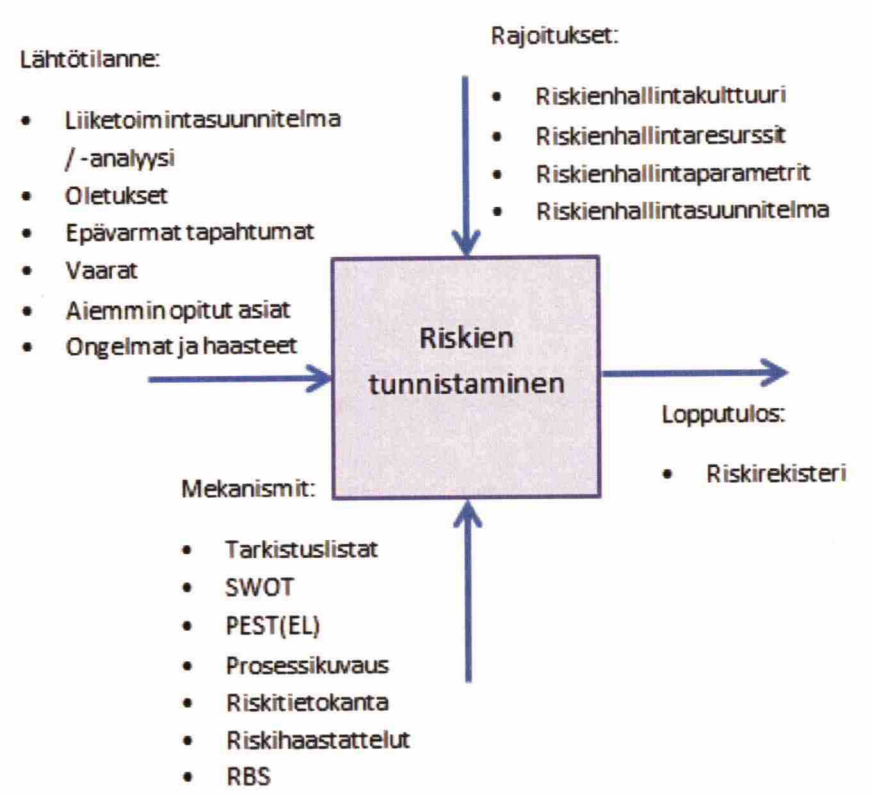 Lähtötilanne:
• Liiketoimintasuunnitelma
/ -analyysi
• Oletukset
• Epävarmat tapahtumat
• Vaarat
• Aiemmin opitut asiat
• Ongelmat ja haasteet
Rajoitukset:
• Riskienhallintakulttuuri
• Riskienhallintaresurssit
• Riskienhallintaparametrit
• Riskienhallintasuunnitelma
Riskien
tunnistaminen
Lopputulos:
• Riskirekisteri
Mekanismit:
• Tarkistuslistat
• SWOT
• PEST(EL)
• Prosessikuvaus
• Riskitietokanta
• Riskihaastattelut
• RBS